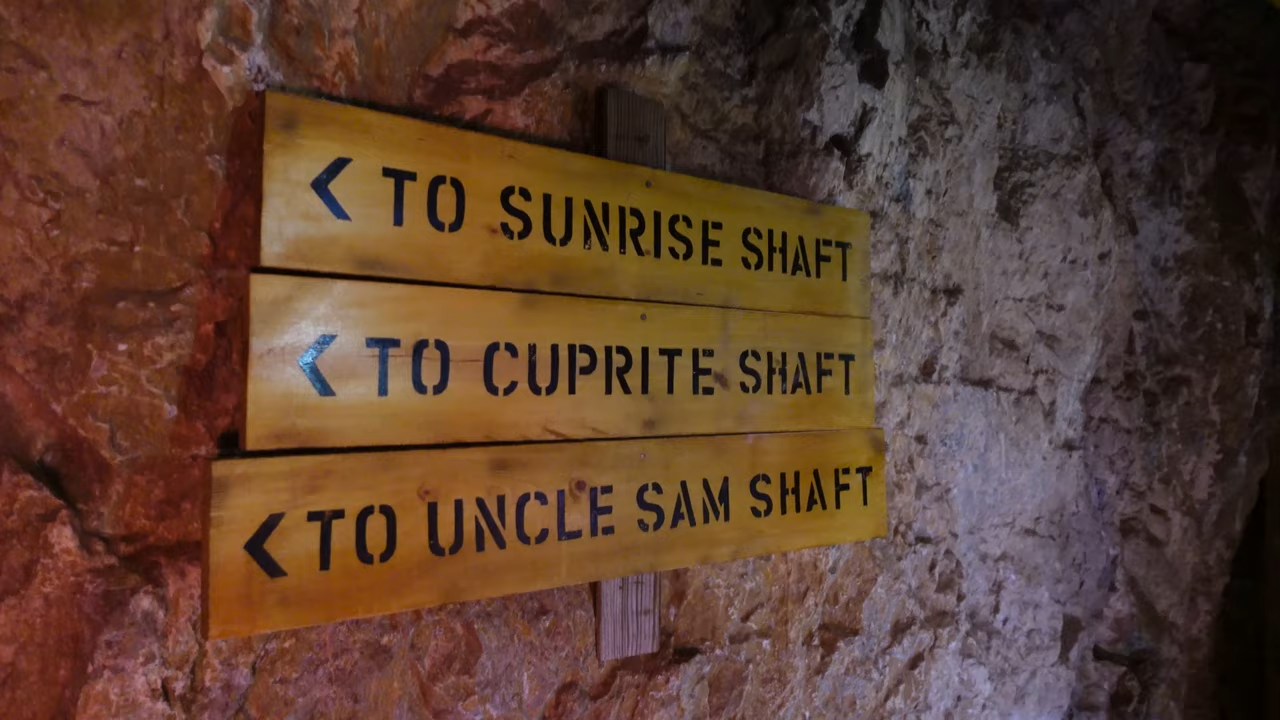 < TO SUNRISE SHAFT
< TO CUPRITE SHAFT
< TO UNCLE SAM SHAFT